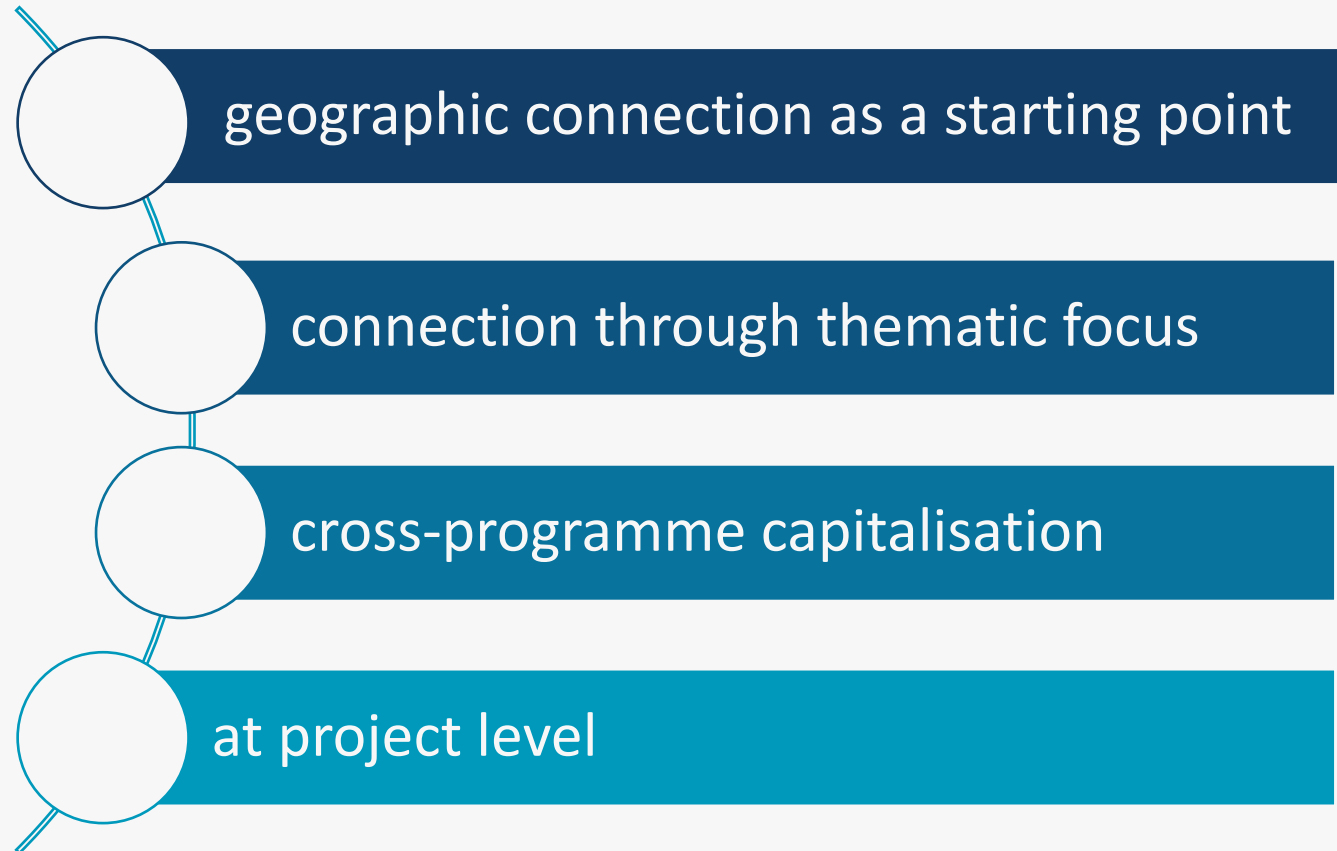 geographic connection as a starting point
connection through thematic focus
cross-programme capitalisation
at project level